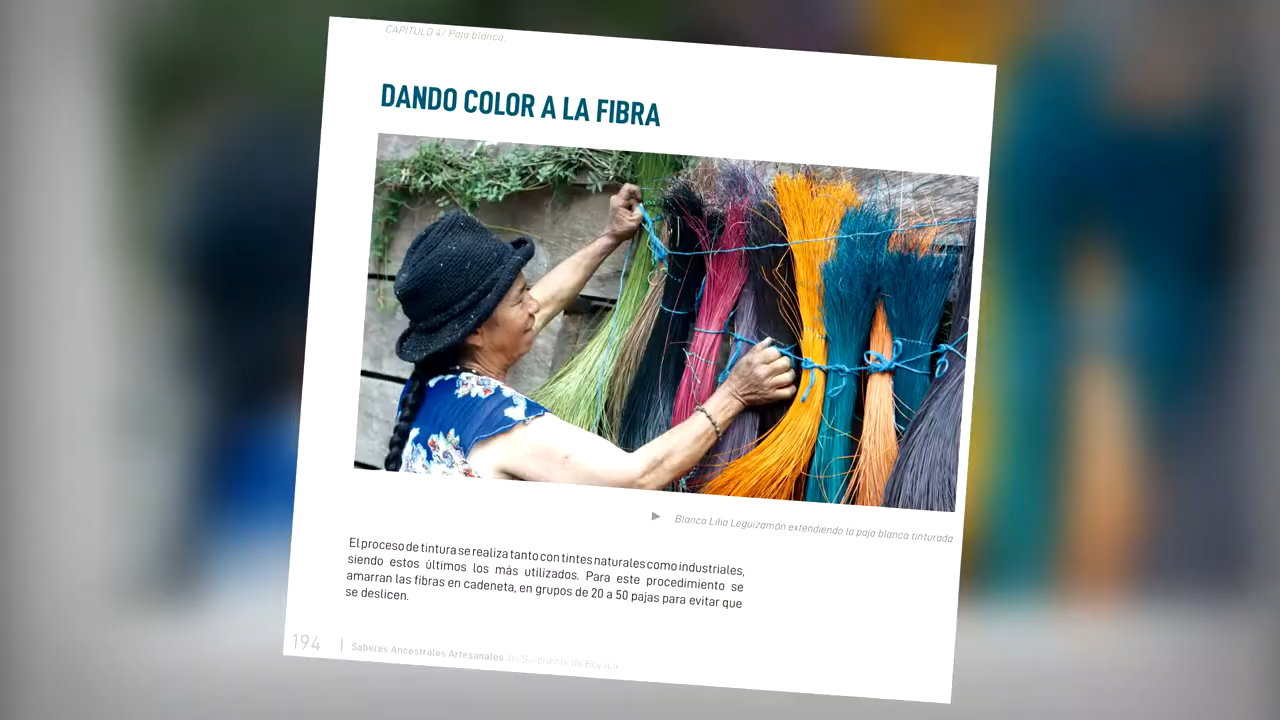 CAPÍTULO 4/ Paja blanca.
DANDO COLOR A LA FIBRA
Blanca Lilia Leguizamón extendiendo la paja blanca tinturada
El proceso de tintura se realiza tanto con tintes naturales como industriales,
siendo estos últimos los más utilizados. Para este procedimiento se
amarran las fibras en cadeneta, en grupos de 20 a 50 pajas para evitar que
se deslicen.
194 | Saberes Ancestrales Artesanales del Suroriente de Boyacá